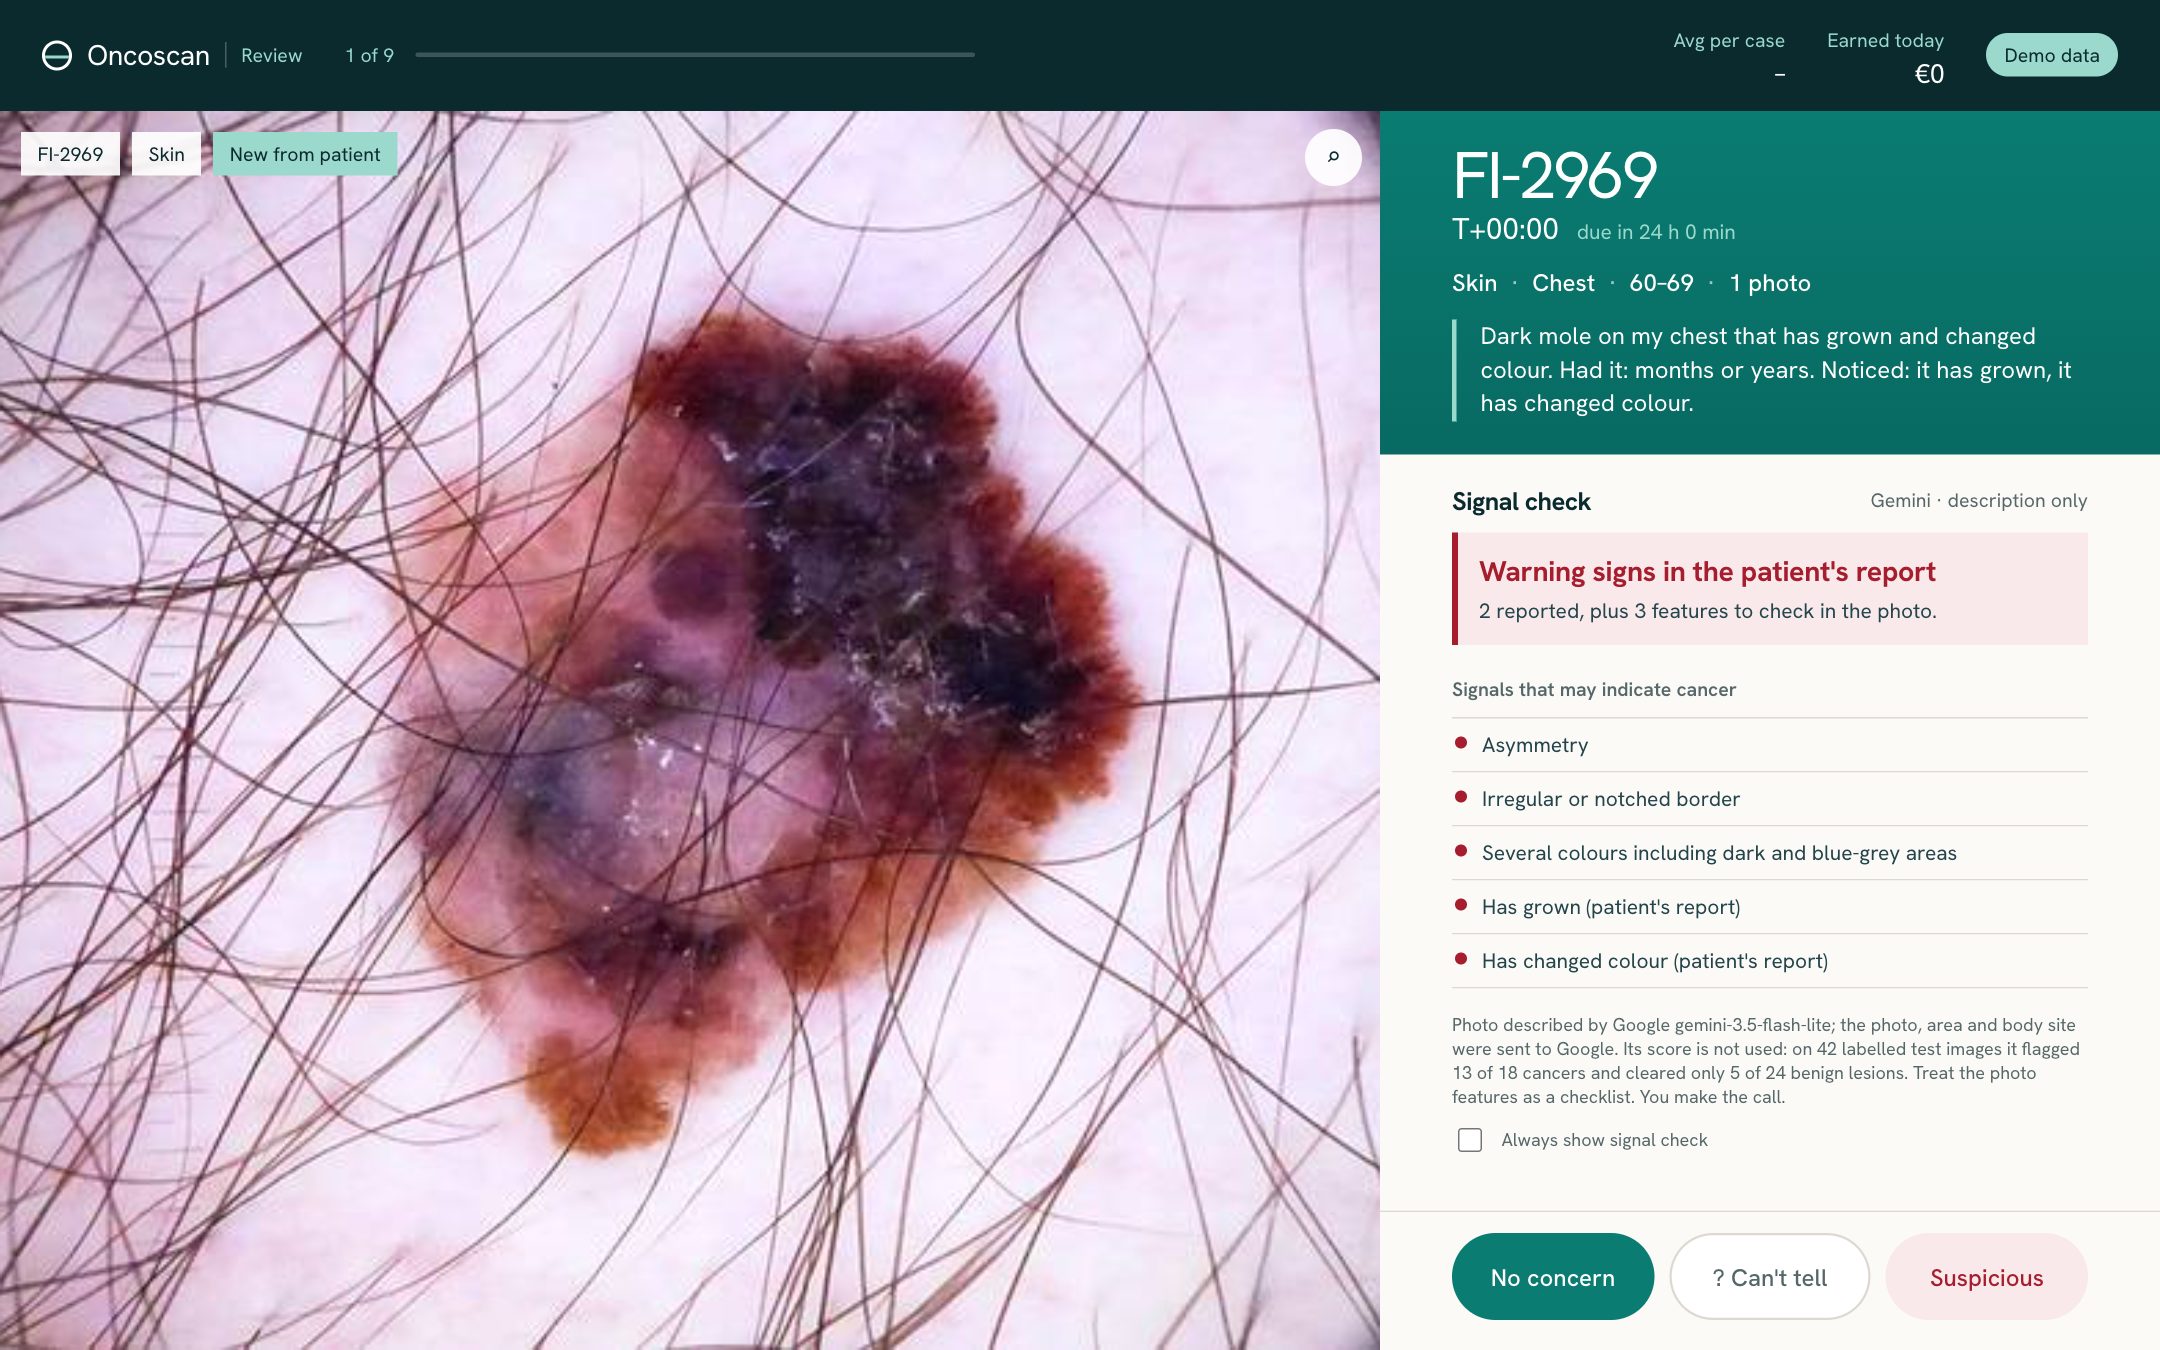 Oncoscan
Review
1 of 9
Avg per case
–
Earned today
€0
Demo data
FI-2969
Skin
New from patient
FI-2969
T+00:00 due in 24 h 0 min
Skin · Chest · 60–69 · 1 photo
Dark mole on my chest that has grown and changed
colour. Had it: months or years. Noticed: it has grown, it
has changed colour.
Signal check
Gemini · description only
Warning signs in the patient's report
2 reported, plus 3 features to check in the photo.
Signals that may indicate cancer
Asymmetry
Irregular or notched border
Several colours including dark and blue-grey areas
Has grown (patient's report)
Has changed colour (patient's report)
Photo described by Google gemini-3.5-flash-lite; the photo, area and body site
were sent to Google. Its score is not used: on 42 labelled test images it flagged
13 of 18 cancers and cleared only 5 of 24 benign lesions. Treat the photo
features as a checklist. You make the call.
Always show signal check
No concern
? Can't tell
Suspicious